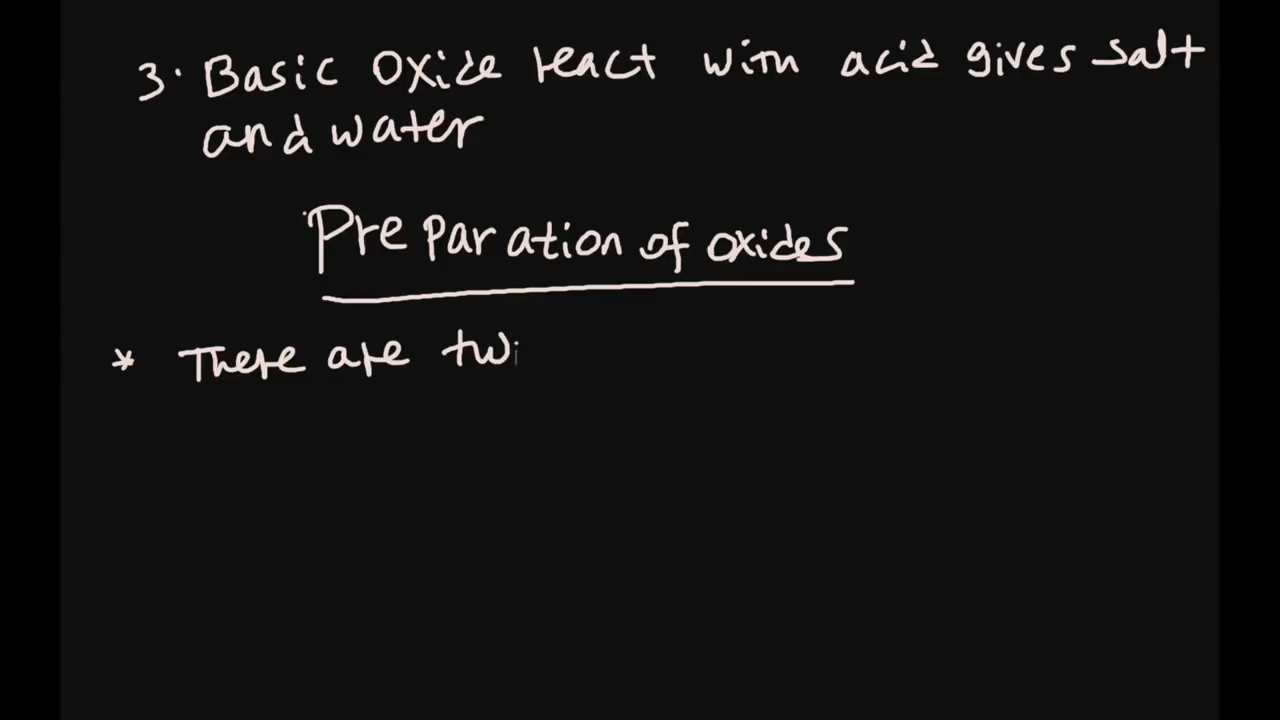 3. Basic Oxide react with acid gives salt
and water
Preparation of oxides
* There are tw